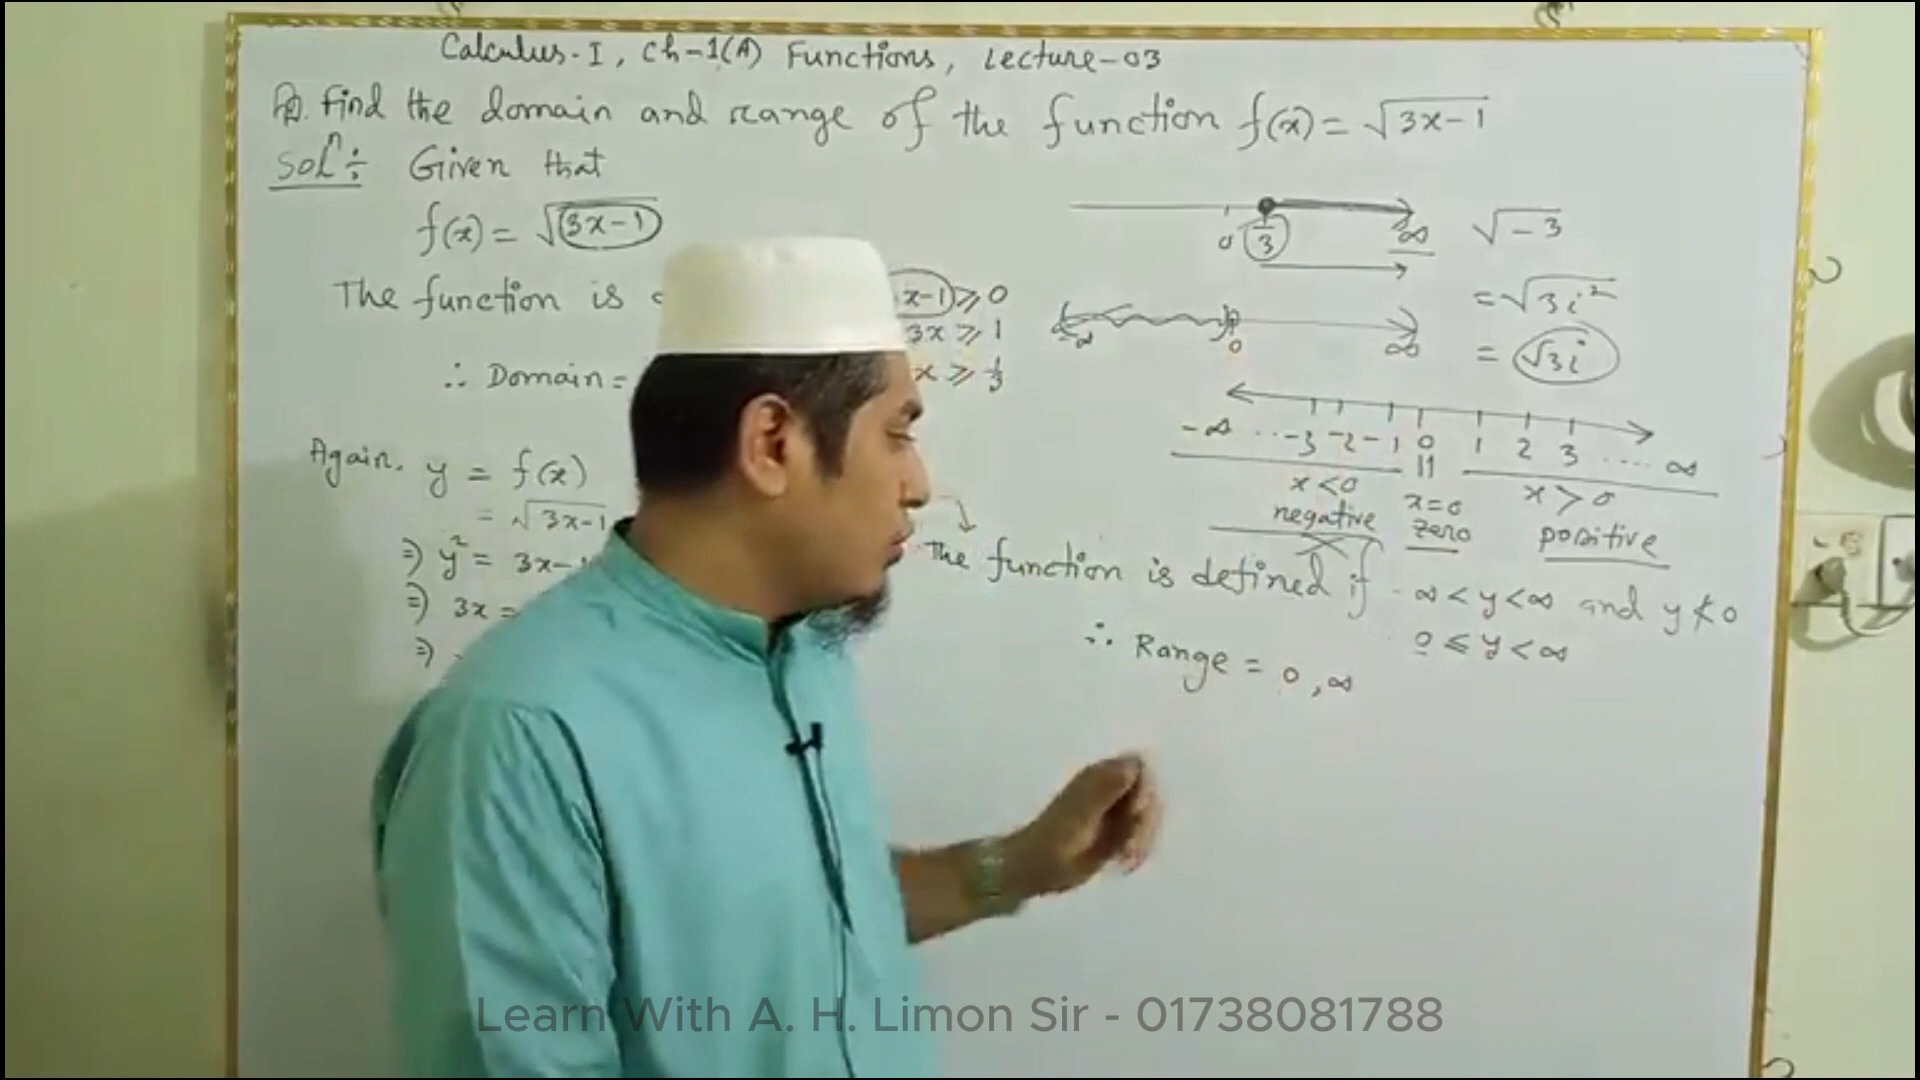 Calculus-I, Ch-1(A) Functions, Lecture-03
Find the domain and range of the function f(x) = √3x-1
Solⁿ: Given that
f(x) = √(3x-1)
The function is
x-1) ⩾ 0
3x ⩾ 1
x ⩾ 1/3
∴ Domain =
Again, y = f(x)
= √3x-1
⇒ y² = 3x-
⇒ 3x =
⇒
0 1/3 ∞
-∞ 0 ∞
√-3
= √3i²
= √3i
-∞ ...-3 -2 -1 0 1 2 3 .... ∞
x<0 x=0 x>0
negative zero positive
The function is defined if -∞<y<∞ and y≮0
0⩽y<∞
∴ Range = 0, ∞
Learn With A. H. Limon Sir - 01738081788